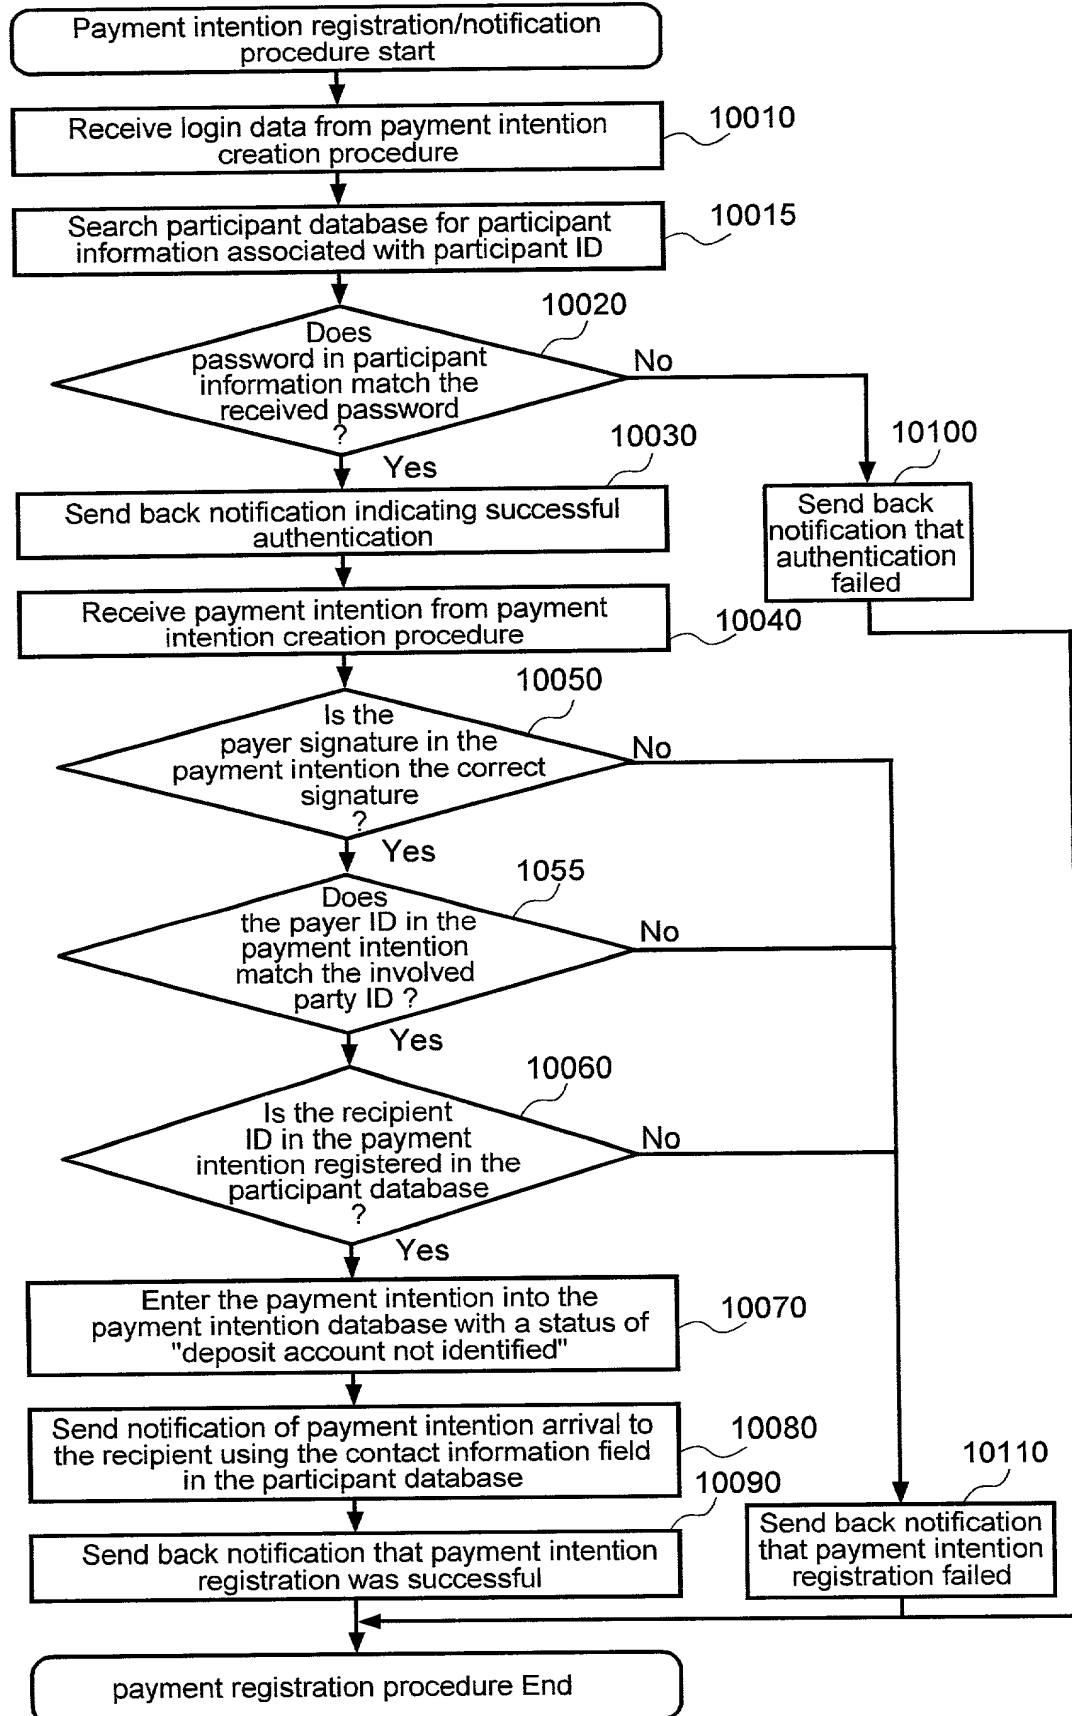 Payment intention registration/notification
procedure start
10010
Receive login data from payment intention
creation procedure
10015
Search participant database for participant
information associated with participant ID
10020
Does
password in participant
information match the
received password
?
No
Yes
10030
Send back notification indicating successful
authentication
10100
Send back
notification that
authentication
failed
Receive payment intention from payment
intention creation procedure
10040
10050
Is the
payer signature in the
payment intention the correct
signature
?
No
Yes
1055
Does
the payer ID in the
payment intention
match the involved
party ID ?
No
Yes
10060
Is the recipient
ID in the payment
intention registered in the
participant database
?
No
Yes
Enter the payment intention into the
payment intention database with a status of
"deposit account not identified"
10070
Send notification of payment intention arrival to
the recipient using the contact information field
in the participant database
10080
10090
Send back notification that payment intention
registration was successful
10110
Send back notification
that payment intention
registration failed
payment registration procedure End